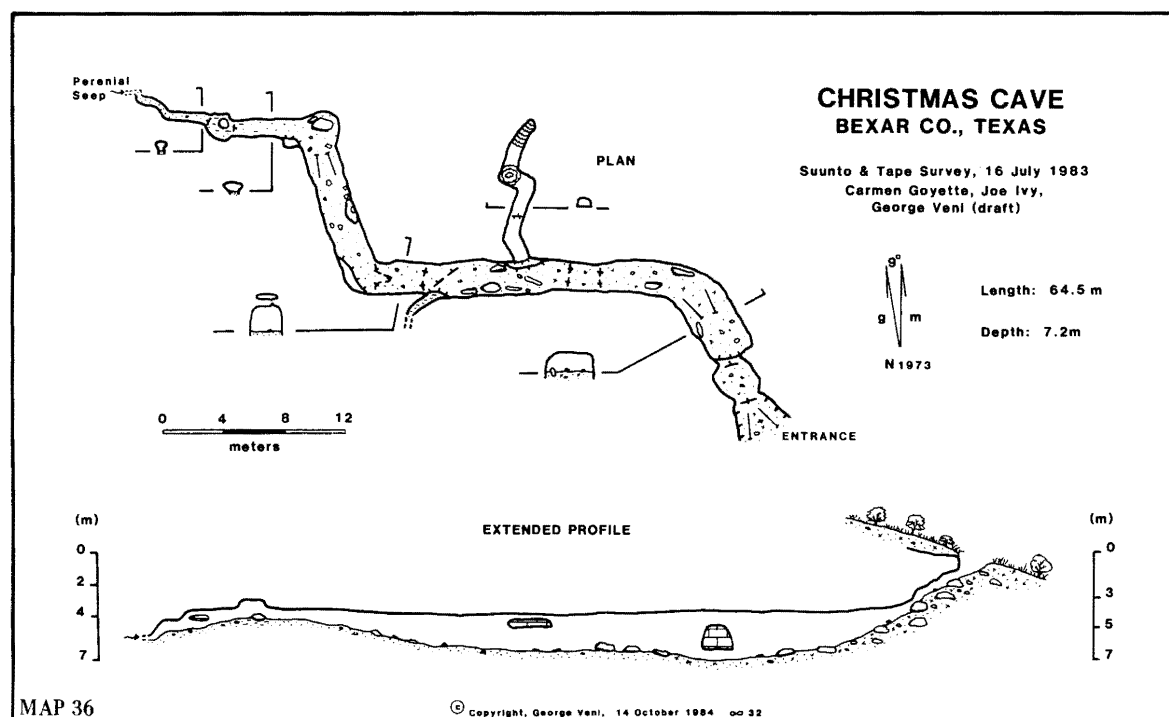 CHRISTMAS CAVE
BEXAR CO., TEXAS
Suunto & Tape Survey, 16 July 1983
Carmen Goyette, Joe Ivy,
George Veni (draft)
Perenial
Seep
PLAN
9°
g m
N 1973
Length: 64.5 m
Depth: 7.2m
0 4 8 12
meters
ENTRANCE
EXTENDED PROFILE
(m)
0
2
4
7
(m)
0
3
5
7
MAP 36
© Copyright, George Veni, 14 October 1984 ∞ 32